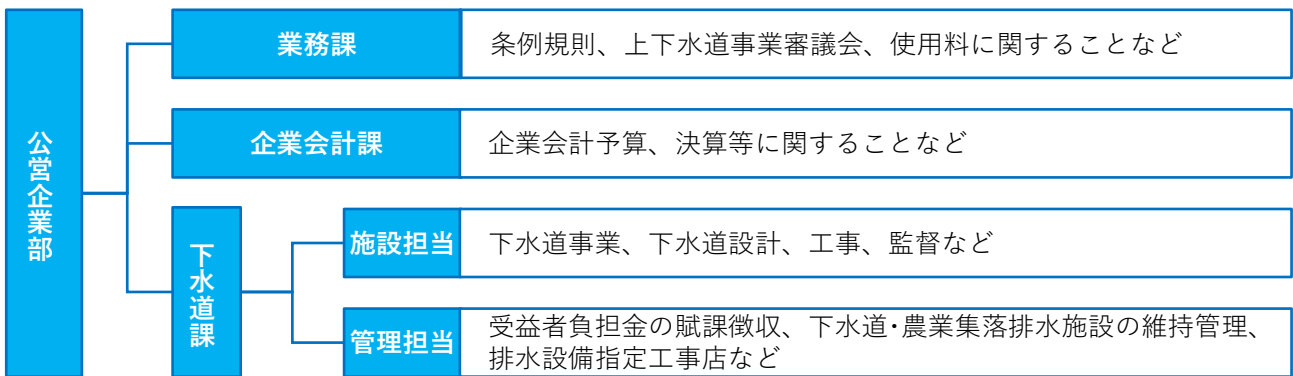 公営企業部
業務課
条例規則、上下水道事業審議会、使用料に関することなど
企業会計課
企業会計予算、決算等に関することなど
下水道課
施設担当
下水道事業、下水道設計、工事、監督など
管理担当
受益者負担金の賦課徴収、下水道・農業集落排水施設の維持管理、
排水設備指定工事店など